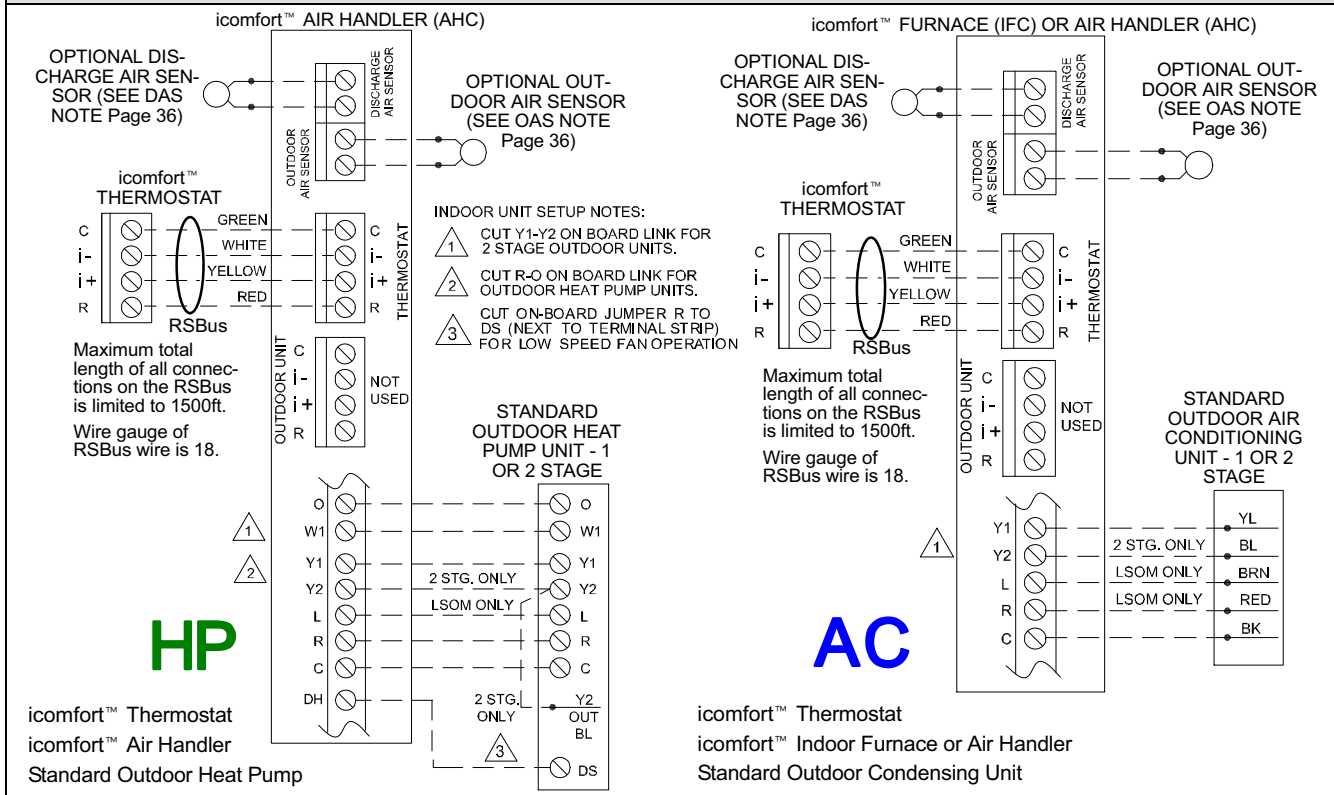 icomfort™ AIR HANDLER (AHC)
OPTIONAL DIS-
CHARGE AIR SEN-
SOR (SEE DAS
NOTE Page 36)
DISCHARGE
AIR SENSOR
OPTIONAL OUT-
DOOR AIR SENSOR
(SEE OAS NOTE
Page 36)
OUTDOOR
AIR SENSOR
icomfort™
THERMOSTAT
C
i-
i+
R
GREEN
WHITE
YELLOW
RED
RSBus
C
i-
i+
R
THERMOSTAT
INDOOR UNIT SETUP NOTES:
1 CUT Y1-Y2 ON BOARD LINK FOR
2 STAGE OUTDOOR UNITS.
2 CUT R-O ON BOARD LINK FOR
OUTDOOR HEAT PUMP UNITS.
3 CUT ON-BOARD JUMPER R TO
DS (NEXT TO TERMINAL STRIP)
FOR LOW SPEED FAN OPERATION
Maximum total
length of all connec-
tions on the RSBus
is limited to 1500ft.
Wire gauge of
RSBus wire is 18.
OUTDOOR UNIT
C
i-
i+
R
NOT
USED
STANDARD
OUTDOOR HEAT
PUMP UNIT - 1
OR 2 STAGE
1
2
O
W1
Y1
Y2
L
R
C
DH
2 STG. ONLY
LSOM ONLY
O
W1
Y1
Y2
L
R
C
2 STG.
ONLY
Y2
OUT
BL
3
DS
HP
icomfort™ Thermostat
icomfort™ Air Handler
Standard Outdoor Heat Pump
icomfort™ FURNACE (IFC) OR AIR HANDLER (AHC)
OPTIONAL DIS-
CHARGE AIR SEN-
SOR (SEE DAS
NOTE Page 36)
DISCHARGE
AIR SENSOR
OPTIONAL OUT-
DOOR AIR SENSOR
(SEE OAS NOTE
Page 36)
OUTDOOR
AIR SENSOR
icomfort™
THERMOSTAT
C
i-
i+
R
GREEN
WHITE
YELLOW
RED
RSBus
C
i-
i+
R
THERMOSTAT
Maximum total
length of all connec-
tions on the RSBus
is limited to 1500ft.
Wire gauge of
RSBus wire is 18.
OUTDOOR UNIT
C
i-
i+
R
NOT
USED
STANDARD
OUTDOOR AIR
CONDITIONING
UNIT - 1 OR 2
STAGE
1
Y1
Y2
L
R
C
2 STG. ONLY
LSOM ONLY
LSOM ONLY
YL
BL
BRN
RED
BK
AC
icomfort™ Thermostat
icomfort™ Indoor Furnace or Air Handler
Standard Outdoor Condensing Unit